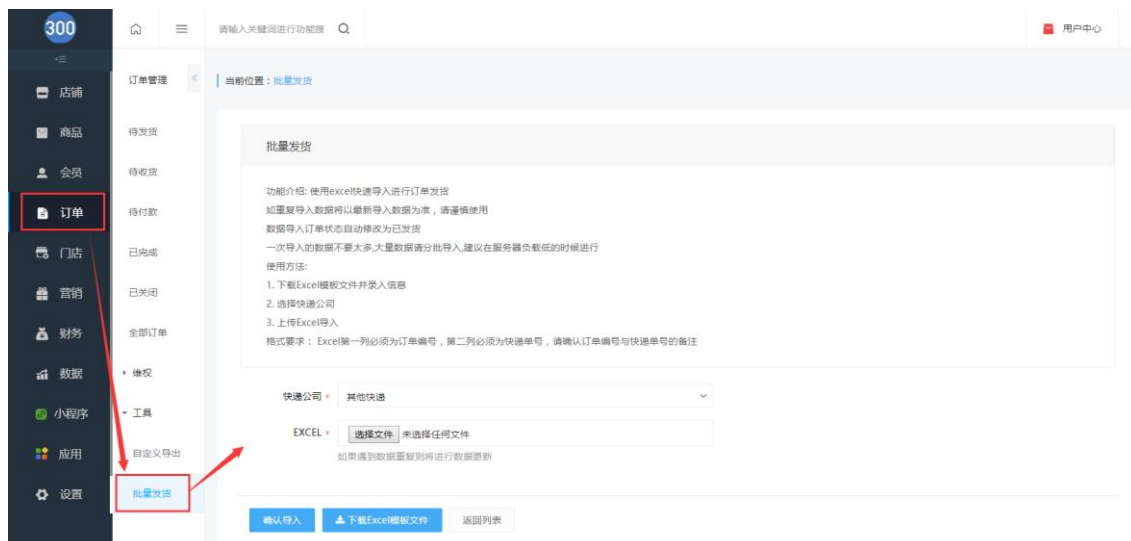 300
请输入关键词进行功能搜
用户中心
店铺
商品
会员
订单
门店
营销
财务
数据
小程序
应用
设置
订单管理
待发货
待收货
待付款
已完成
已关闭
全部订单
维权
工具
自定义导出
批量发货
当前位置：批量发货
批量发货
功能介绍: 使用excel快速导入进行订单发货
如重复导入数据将以最新导入数据为准，请谨慎使用
数据导入订单状态自动修改为已发货
一次导入的数据不要太多,大量数据请分批导入,建议在服务器负载低的时候进行
使用方法:
1. 下载Excel模板文件并录入信息
2. 选择快递公司
3. 上传Excel导入
格式要求： Excel第一列必须为订单编号，第二列必须为快递单号，请确认订单编号与快递单号的备注
快递公司 * 其他快递
EXCEL * 选择文件 未选择任何文件
如果遇到数据重复则将进行数据更新
确认导入 下载Excel模板文件 返回列表